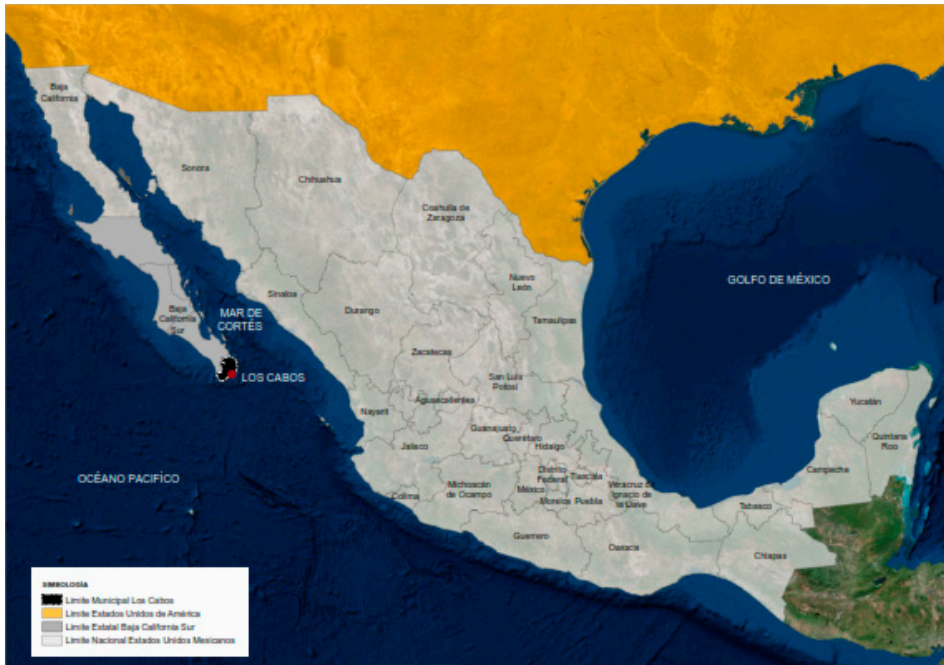 Baja
California
Sonora
Chihuahua
Coahuila de
Zaragoza
Nuevo
León
GOLFO DE MÉXICO
Sinaloa
Durango
Baja
California
Sur
MAR DE
CORTÉS
Tamaulipas
Zacatecas
LOS CABOS
San Luis
Potosí
Aguascalientes
Nayarit
Yucatán
Guanajuato
Querétaro
Hidalgo
Jalisco
Quintana
Roo
Campeche
OCÉANO PACIFÍCO
Michoacán
de Ocampo
Distrito
Federal
Tlaxcala
Colima
México
Morelos
Puebla
Veracruz de
Ignacio de
la Llave
Tabasco
Guerrero
Oaxaca
Chiapas
SIMBOLOGÍA
Límite Municipal Los Cabos
Límite Estados Unidos de América
Límite Estatal Baja California Sur
Límite Nacional Estados Unidos Mexicanos